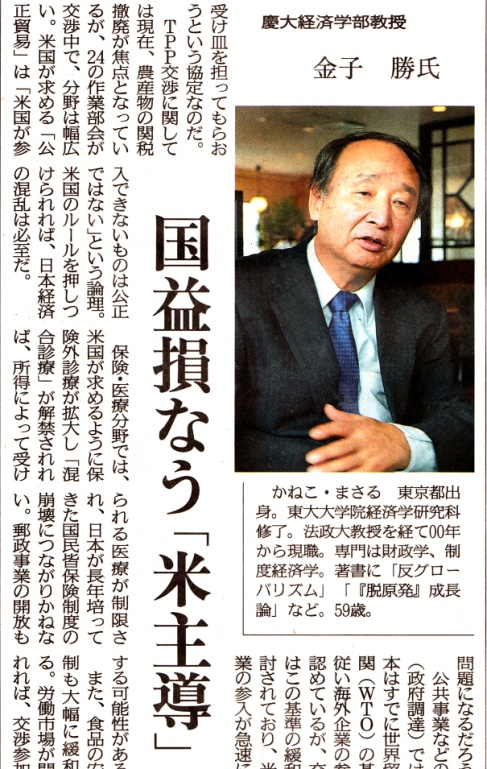 慶大経済学部教授
金子 勝氏
国益損なう「米主導」
かねこ・まさる 東京都出
身。東大大学院経済学研究科
修了。法政大教授を経て00年
から現職。専門は財政学、制
度経済学。著書に「反グロー
バリズム」「『脱原発』成長
論」など。59歳。
受け皿を担ってもらお
うという協定なのだ。
TPP交渉に関して
は現在、農産物の関税
撤廃が焦点となってい
るが、24の作業部会が
交渉中で、分野は幅広
い。米国が求める「公
正貿易」は「米国が参
入できないものは公正
ではない」という論理。
米国のルールを押しつ
けられれば、日本経済
の混乱は必至だ。
保険・医療分野では、
米国が求めるように保
険外診療が拡大し「混
合診療」が解禁されれ
ば、所得によって受け
られる医療が制限さ
れ、日本が長年培って
きた国民皆保険制度の
崩壊につながりかねな
い。郵政事業の開放も
問題になるだろう
公共事業などの
（政府調達）では
本はすでに世界貿
関（WTO）の基
従い海外企業の参
認めているが、交
はこの基準の緩和
討されており、米
業の参入が急速に
する可能性がある
また、食品の安
制も大幅に緩和
る。労働市場が開
れれば、交渉参加